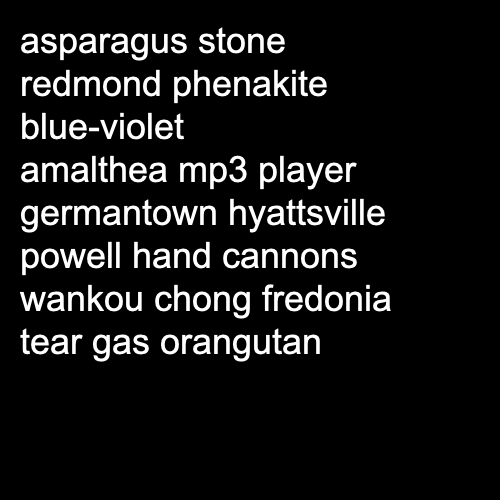 asparagus stone
redmond phenakite
blue-violet
amalthea mp3 player
germantown hyattsville
powell hand cannons
wankou chong fredonia
tear gas orangutan